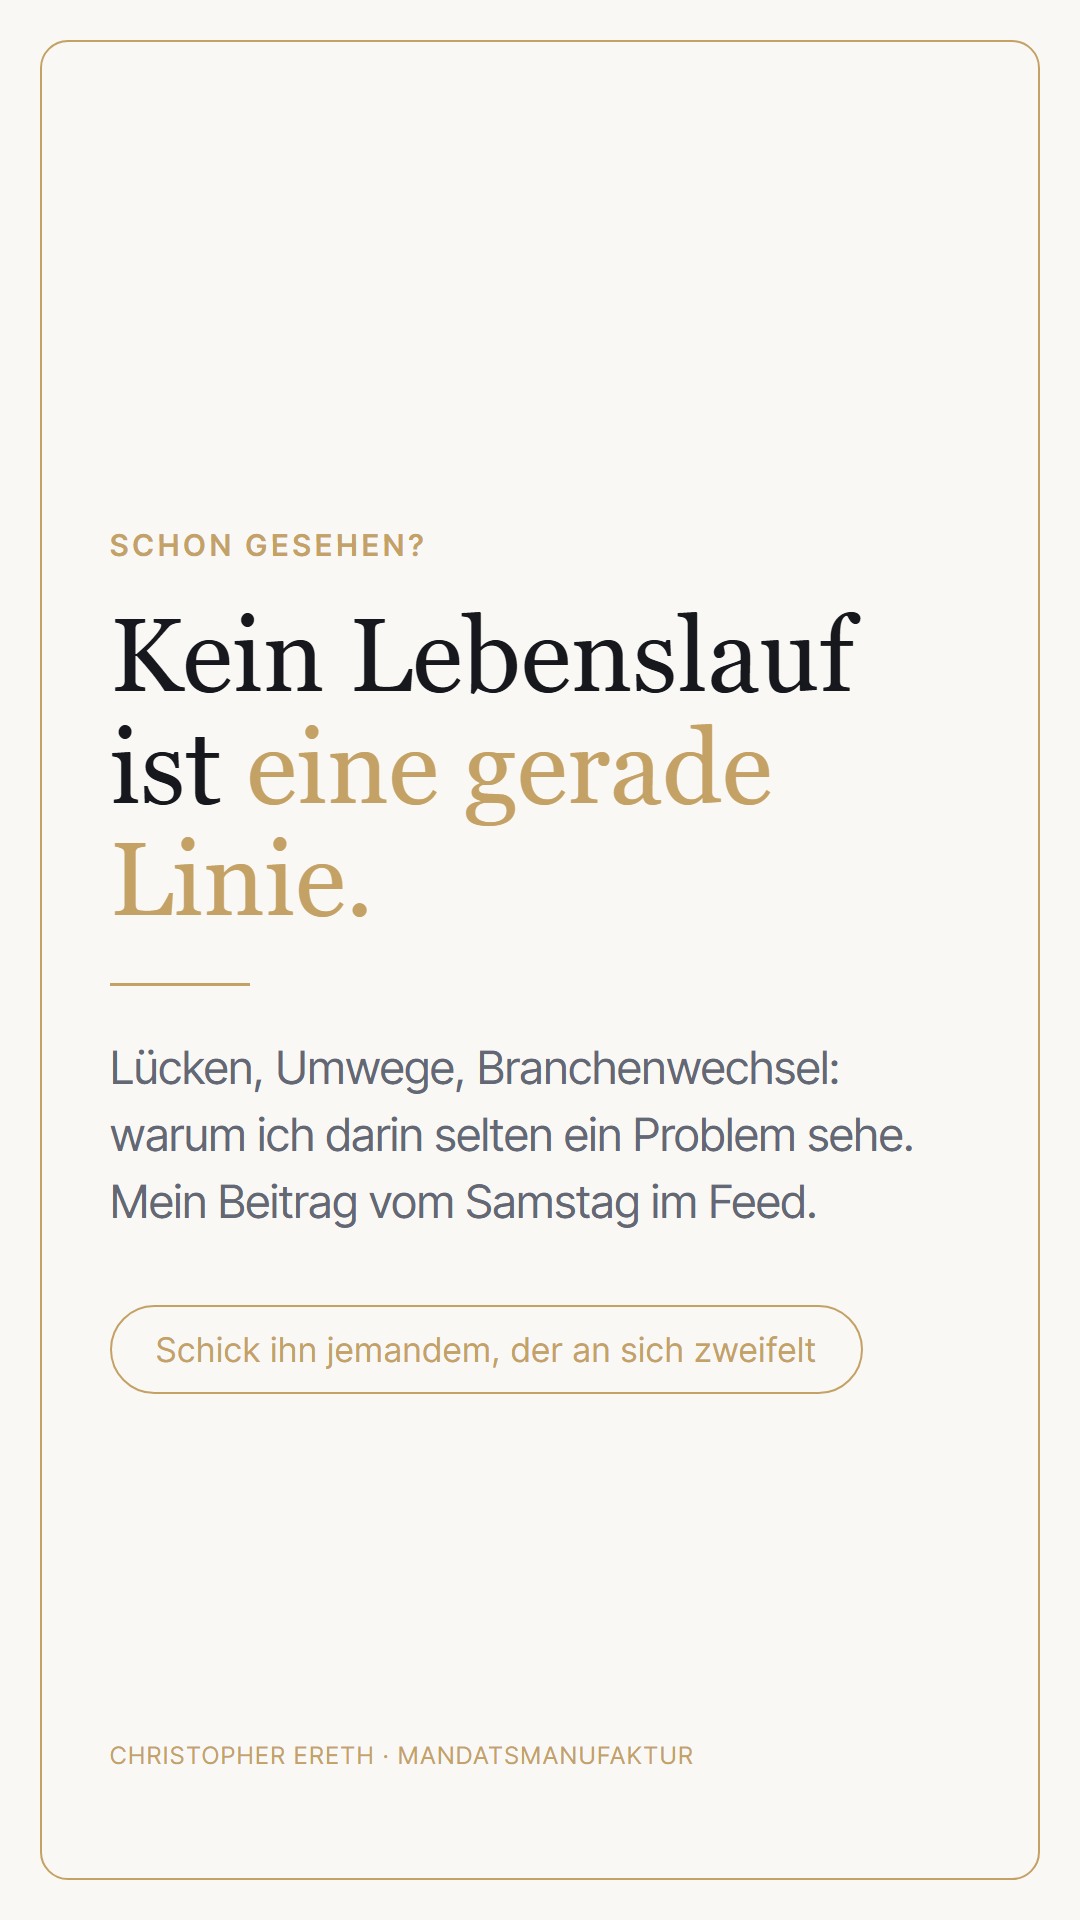 SCHON GESEHEN?
Kein Lebenslauf
ist eine gerade
Linie.
Lücken, Umwege, Branchenwechsel:
warum ich darin selten ein Problem sehe.
Mein Beitrag vom Samstag im Feed.
Schick ihn jemandem, der an sich zweifelt
CHRISTOPHER ERETH · MANDATSMANUFAKTUR